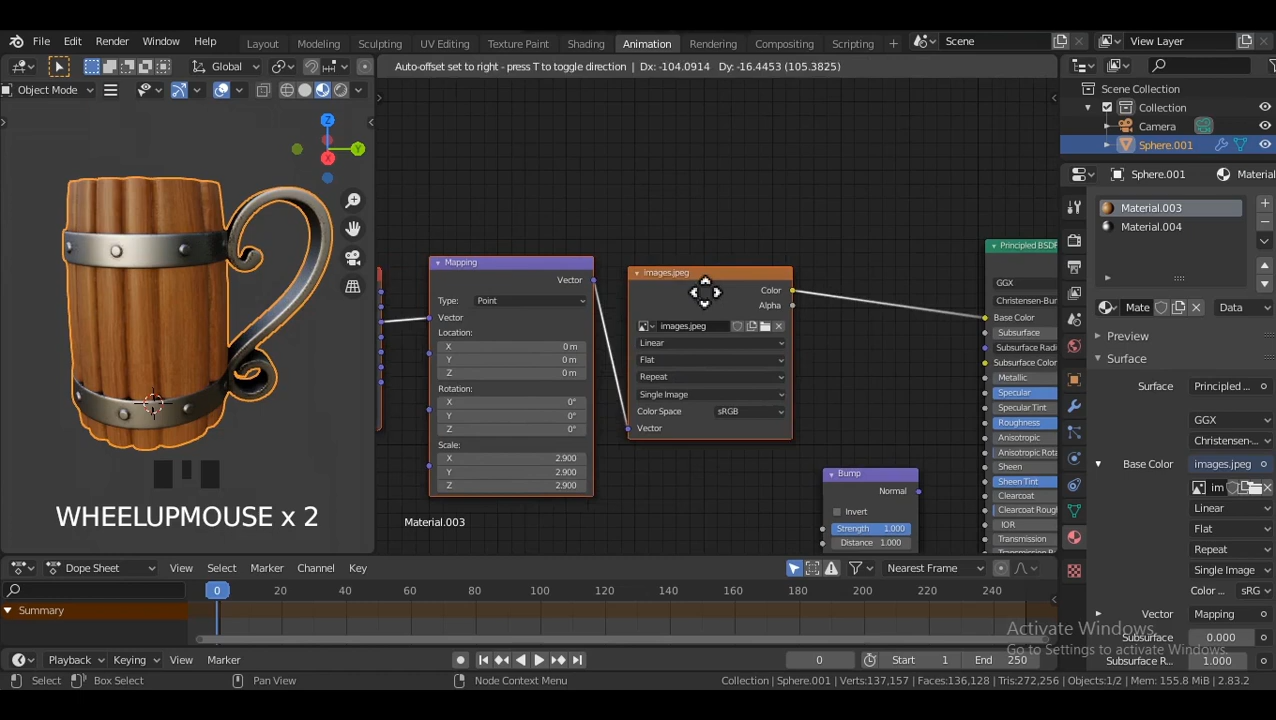 File Edit Render Window Help Layout Modeling Sculpting UV Editing Texture Paint Shading Animation Rendering Compositing Scripting + Scene View Layer
Global Auto-offset set to right - press T to toggle direction | Dx: -104.0914 Dy: -16.4453 (105.3825)
Object Mode
Scene Collection
Collection
Camera
Sphere.001
Z
Y
X
Sphere.001 Material
Material.003
Material.004
Mate Data
Preview
Surface
Surface Principled ...
GGX
Christensen-...
Base Color images.jpeg
im
Linear
Flat
Repeat
Single Image
Color ... sRG
Vector Mapping
Subsurface 0.000
Subsurface R... 1.000
Mapping
Vector
Type: Point
Vector
Location:
X 0 m
Y 0 m
Z 0 m
Rotation:
X 0°
Y 0°
Z 0°
Scale:
X 2.900
Y 2.900
Z 2.900
images.jpeg
Color
Alpha
images.jpeg
Linear
Flat
Repeat
Single Image
Color Space sRGB
Vector
Bump
Normal
Invert
Strength 1.000
Distance 1.000
Principled BSDF
GGX
Christensen-Bur
Base Color
Subsurface
Subsurface Radi
Subsurface Color
Metallic
Specular
Specular Tint
Roughness
Anisotropic
Anisotropic Rota
Sheen
Sheen Tint
Clearcoat
Clearcoat Rough
IOR
Transmission
Material.003
WHEELUPMOUSE x 2
Dope Sheet View Select Marker Channel Key Nearest Frame
0 20 40 60 80 100 120 140 160 180 200 220 240
Summary
Activate Windows
Go to Settings to activate Windows.
Playback Keying View Marker 0 Start 1 End 250
Select Box Select Pan View Node Context Menu Collection | Sphere.001 | Verts:137,157 | Faces:136,128 | Tris:272,256 | Objects:1/2 | Mem: 155.8 MiB | 2.83.2